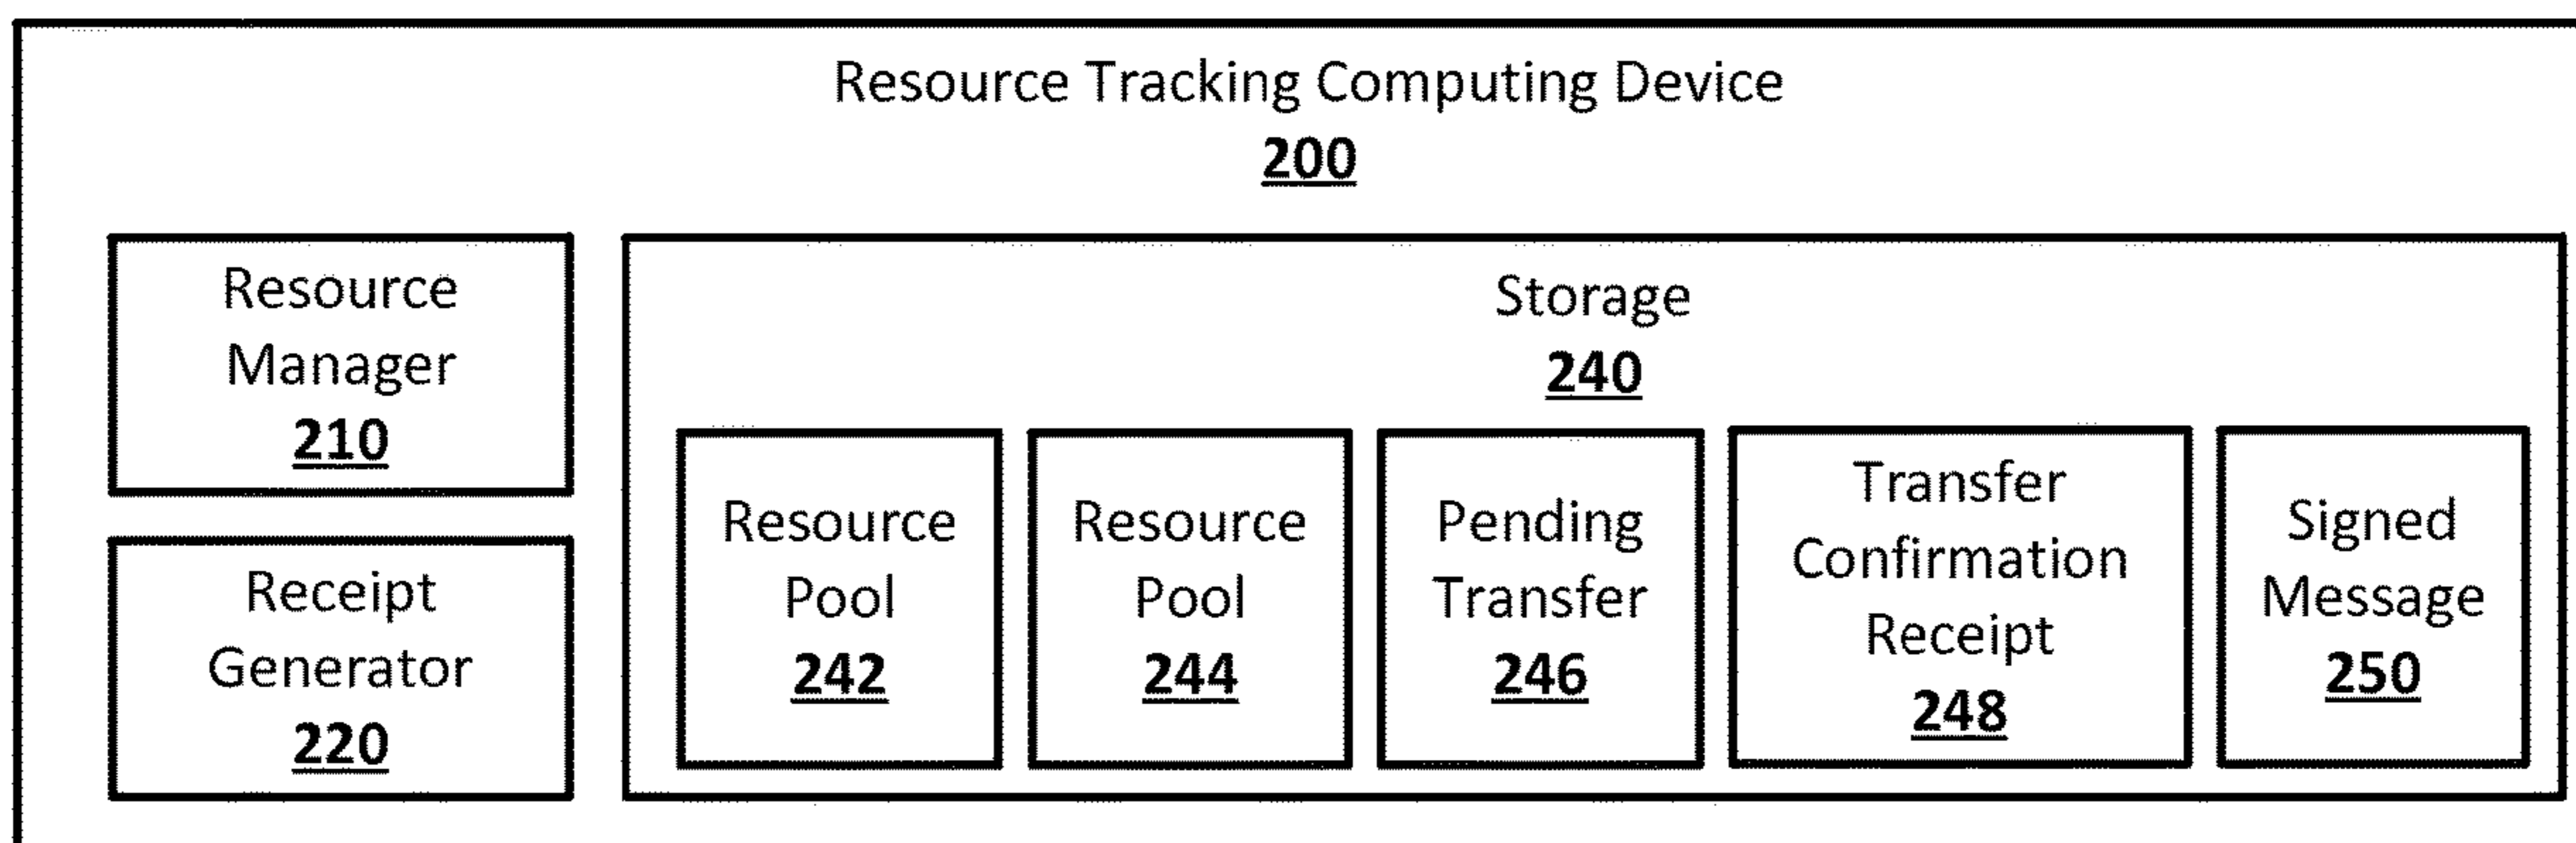 Resource Tracking Computing Device
200
Resource
Manager
210
Receipt
Generator
220
Storage
240
Resource
Pool
242
Resource
Pool
244
Pending
Transfer
246
Transfer
Confirmation
Receipt
248
Signed
Message
250